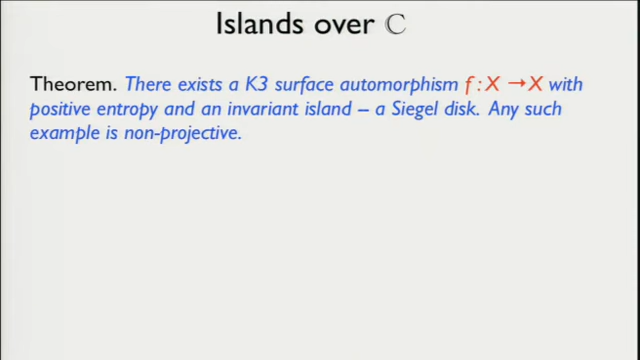 Islands over ℂ
Theorem. There exists a K3 surface automorphism f : X → X with
positive entropy and an invariant island – a Siegel disk. Any such
example is non-projective.